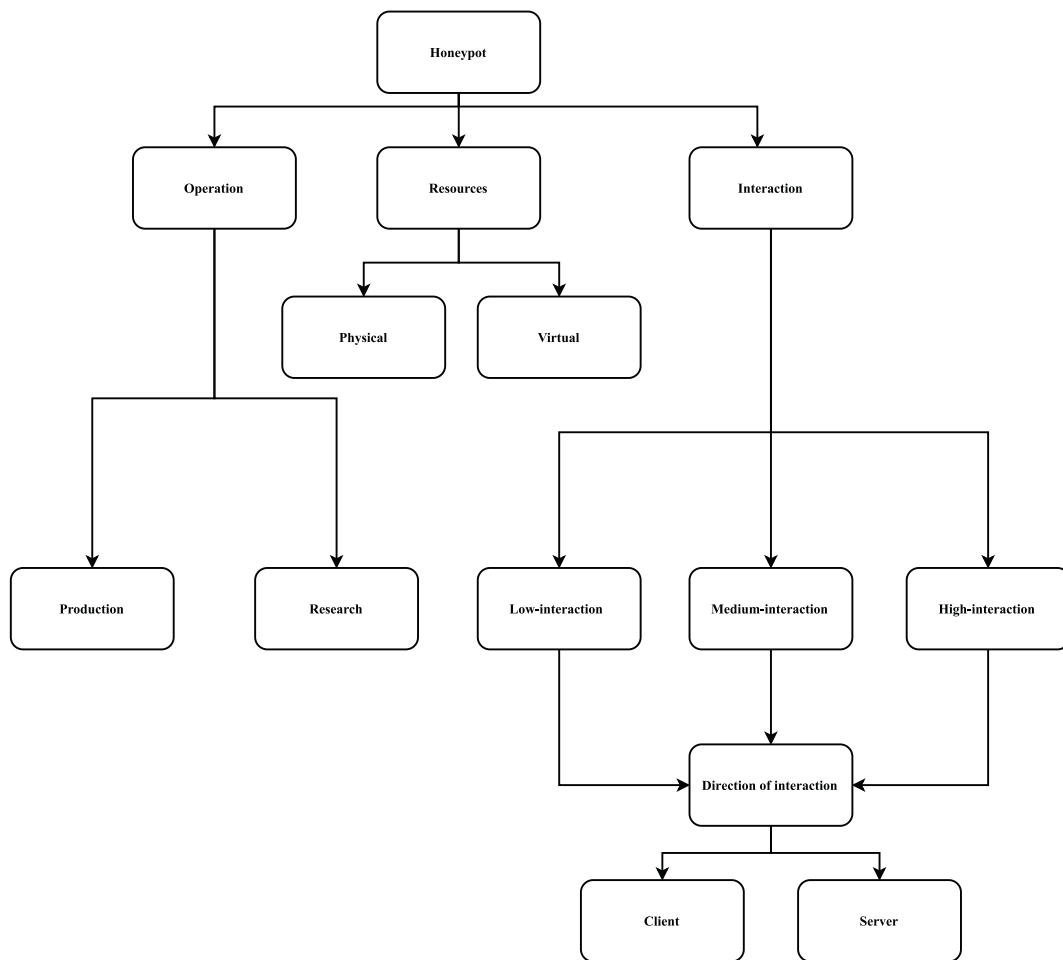 Honeypot
Operation
Resources
Interaction
Physical
Virtual
Production
Research
Low-interaction
Medium-interaction
High-interaction
Direction of interaction
Client
Server